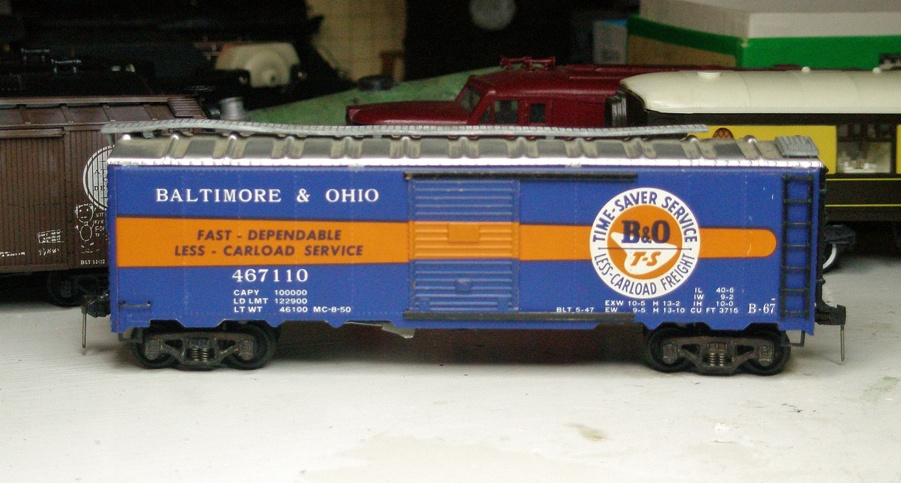 BALTIMORE & OHIO
FAST - DEPENDABLE
LESS - CARLOAD SERVICE
467110
CAPY 100000
LD LMT 122900
LT WT 46100 MC-B-50
TIME-SAVER SERVICE
B&O
T-S
LESS-CARLOAD FREIGHT
IL 40-6
IW 9-2
EXW 10-5 H 13-2 IH 10-0
BLT 5-47 EW 9-5 H 13-10 CU FT 3715
B-67